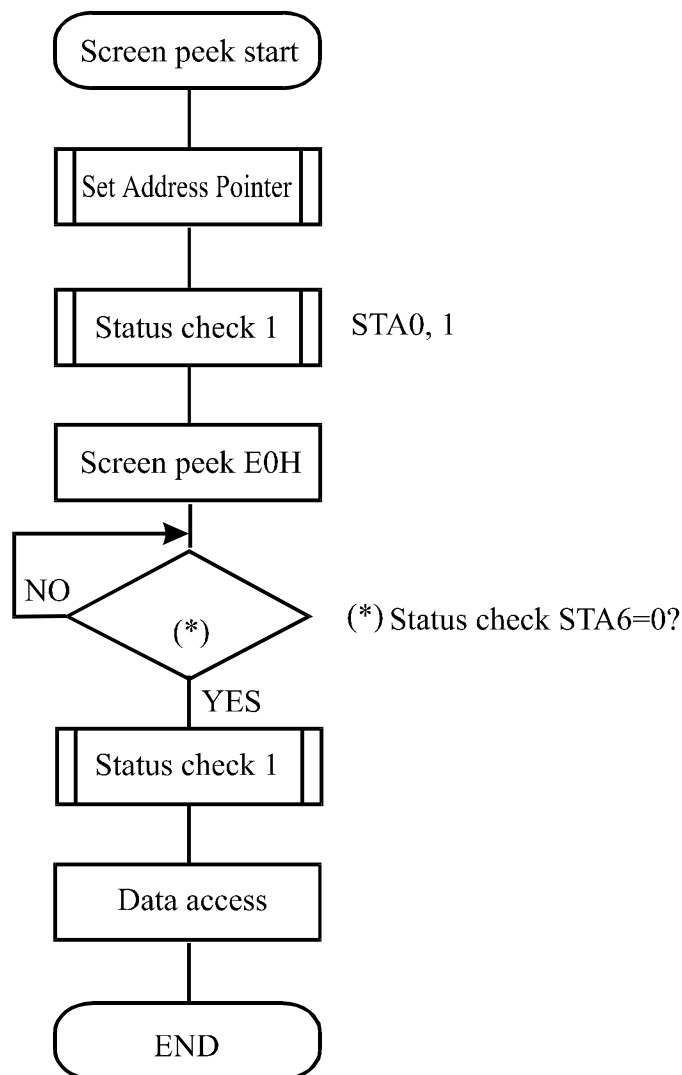 Screen peek start
Set Address Pointer
Status check 1
STA0, 1
Screen peek E0H
NO
(*)
(*) Status check STA6=0?
YES
Status check 1
Data access
END